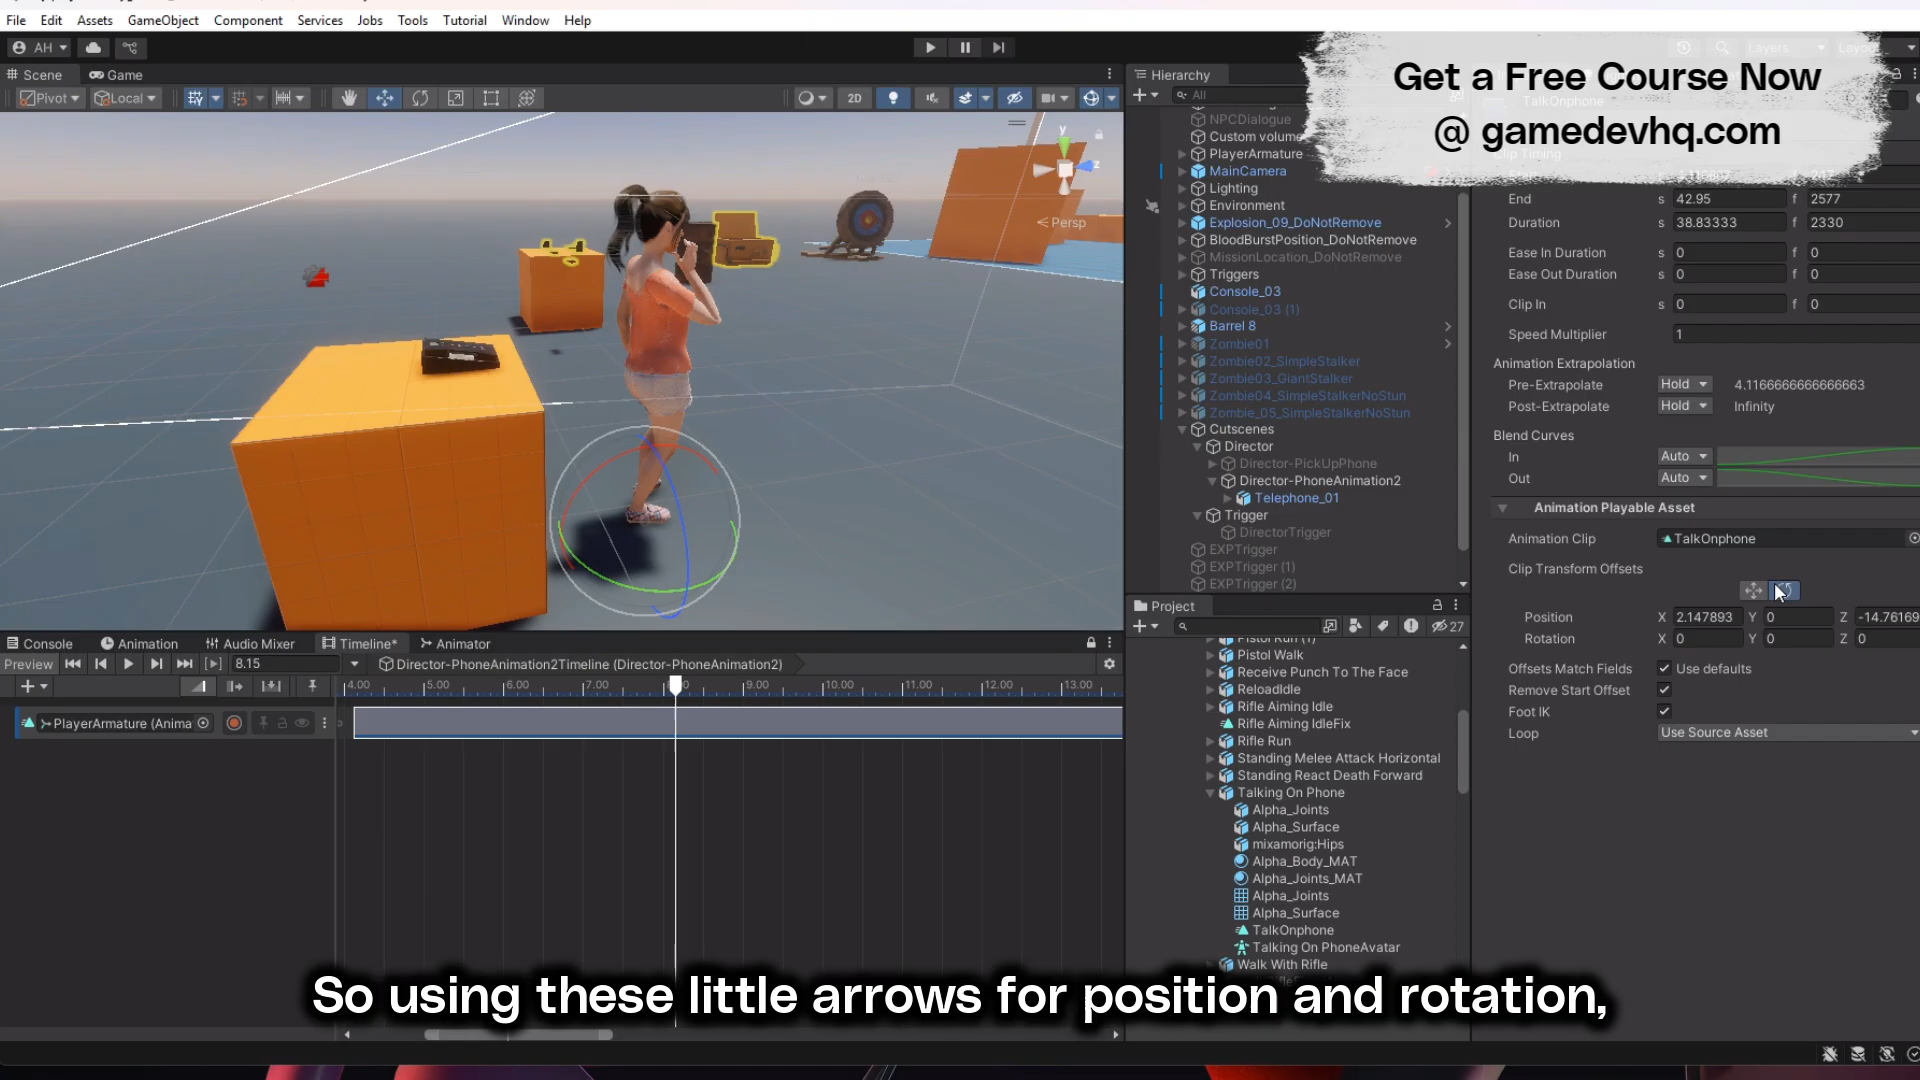 File Edit Assets GameObject Component Services Jobs Tools Tutorial Window Help
AH
Layers
Scene Game
Pivot Local
2D
y
z
Persp
Hierarchy
All
NPCDialogue
Custom volume
PlayerArmature
MainCamera
Lighting
Environment
Explosion_09_DoNotRemove
BloodBurstPosition_DoNotRemove
MissionLocation_DoNotRemove
Triggers
Console_03
Console_03 (1)
Barrel 8
Zombie01
Zombie02_SimpleStalker
Zombie03_GiantStalker
Zombie04_SimpleStalkerNoStun
Zombie_05_SimpleStalkerNoStun
Cutscenes
Director
Director-PickUpPhone
Director-PhoneAnimation2
Telephone_01
Trigger
DirectorTrigger
EXPTrigger
EXPTrigger (1)
EXPTrigger (2)
Get a Free Course Now
@ gamedevhq.com
TalkOnphone
Clip Timing
End s 42.95 f 2577
Duration s 38.83333 f 2330
Ease In Duration s 0 f 0
Ease Out Duration s 0 f 0
Clip In s 0 f 0
Speed Multiplier 1
Animation Extrapolation
Pre-Extrapolate Hold 4.1166666666666663
Post-Extrapolate Hold Infinity
Blend Curves
In Auto
Out Auto
Animation Playable Asset
Animation Clip TalkOnphone
Clip Transform Offsets
Position X 2.147893 Y 0 Z -14.76169
Rotation X 0 Y 0 Z 0
Offsets Match Fields Use defaults
Remove Start Offset
Foot IK
Loop Use Source Asset
Project
27
Pistol Run (1)
Pistol Walk
Receive Punch To The Face
ReloadIdle
Rifle Aiming Idle
Rifle Aiming IdleFix
Rifle Run
Standing Melee Attack Horizontal
Standing React Death Forward
Talking On Phone
Alpha_Joints
Alpha_Surface
mixamorig:Hips
Alpha_Body_MAT
Alpha_Joints_MAT
Alpha_Joints
Alpha_Surface
TalkOnphone
Talking On PhoneAvatar
Walk With Rifle
Console Animation Audio Mixer Timeline* Animator
Preview 8.15 Director-PhoneAnimation2Timeline (Director-PhoneAnimation2)
4.00 5.00 6.00 7.00 9.00 10.00 11.00 12.00 13.00
PlayerArmature (Anima
So using these little arrows for position and rotation,